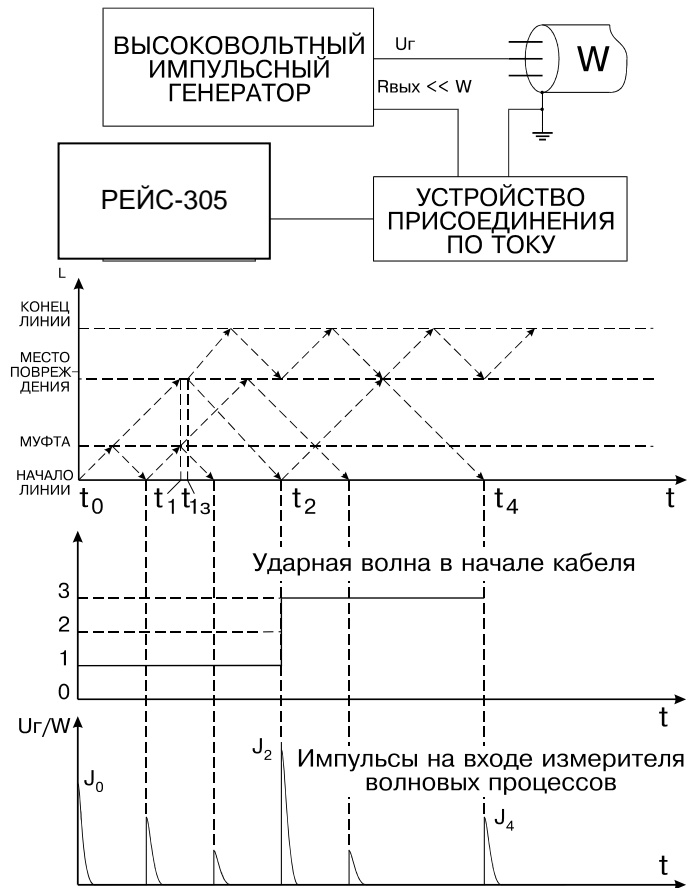 ВЫСОКОВОЛЬТНЫЙ
ИМПУЛЬСНЫЙ
ГЕНЕРАТОР
Uг
Rвых << W
W
РЕЙС-305
УСТРОЙСТВО
ПРИСОЕДИНЕНИЯ
ПО ТОКУ
L
КОНЕЦ
ЛИНИИ
МЕСТО
ПОВРЕЖ-
ДЕНИЯ
МУФТА
НАЧАЛО
ЛИНИИ
t0 t1 t1з t2 t4 t
Ударная волна в начале кабеля
3
2
1
0
t
Uг/W
J0
J2
Импульсы на входе измерителя
волновых процессов
J4
t